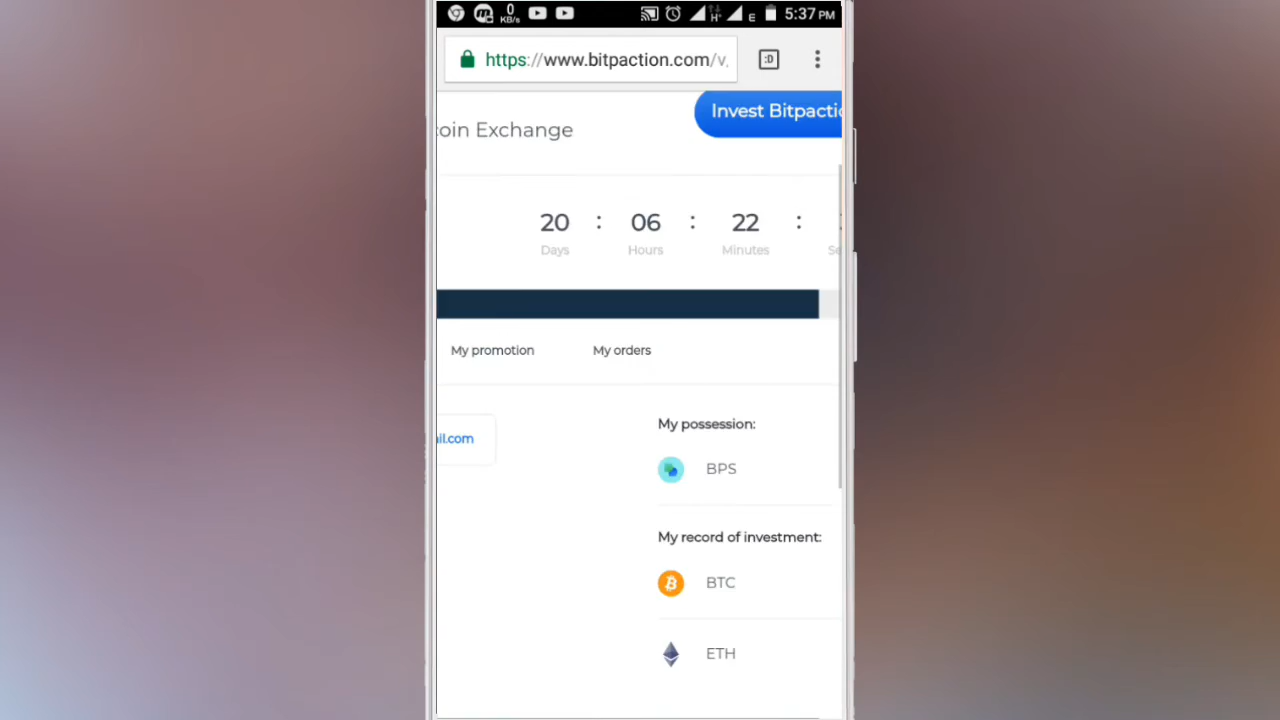 0
KB/s
H+
E
5:37 PM
https://www.bitpaction.com/v
:D
Invest Bitpacti
oin Exchange
20 : 06 : 22 :
Days Hours Minutes Se
My promotion My orders
My possession:
il.com
BPS
My record of investment:
BTC
ETH